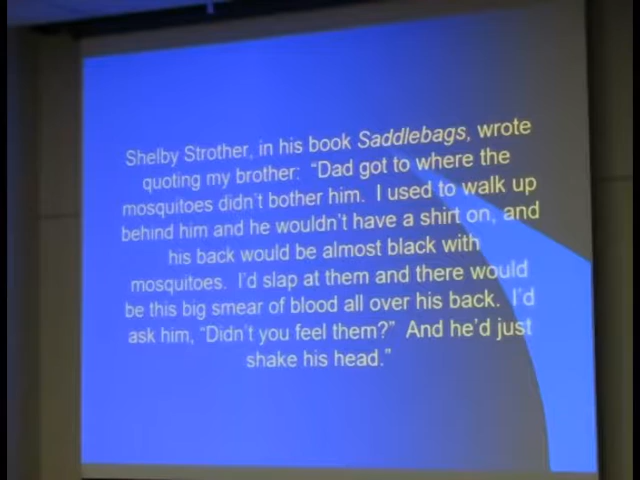 Shelby Strother, in his book Saddlebags, wrote
quoting my brother: “Dad got to where the
mosquitoes didn’t bother him. I used to walk up
behind him and he wouldn’t have a shirt on, and
his back would be almost black with
mosquitoes. I’d slap at them and there would
be this big smear of blood all over his back. I’d
ask him, “Didn’t you feel them?” And he’d just
shake his head.”